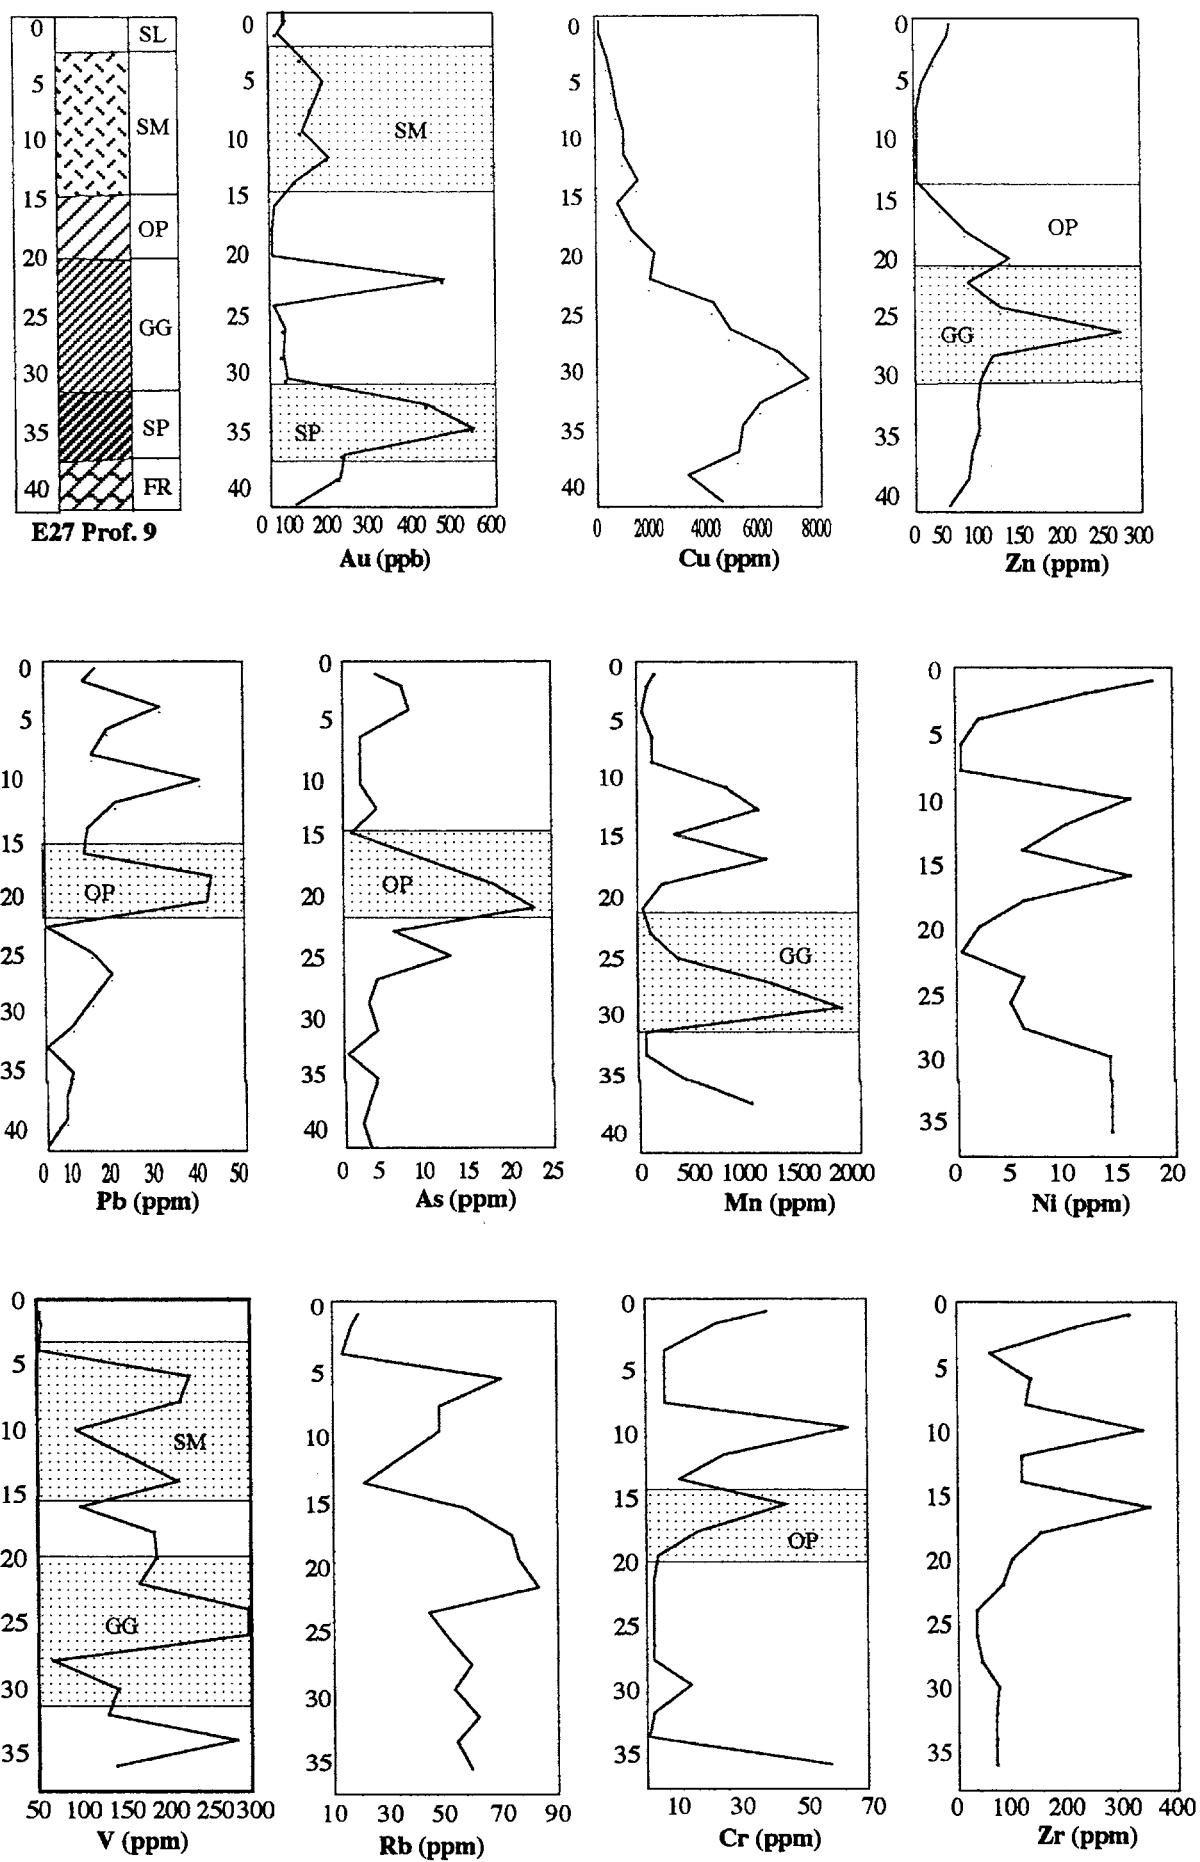 0 SL
5
10 SM
15
OP
20
25 GG
30
35 SP
40 FR
E27 Prof. 9
0
5
10 SM
15
20
25
30
35 SP
40
0 100 200 300 400 500 600
Au (ppb)
0
5
10
15
20
25
30
35
40
0 2000 4000 6000 8000
Cu (ppm)
0
5
10
15
OP
20
25
GG
30
35
40
0 50 100 150 200 250 300
Zn (ppm)
0
5
10
15
OP
20
25
30
35
40
0 10 20 30 40 50
Pb (ppm)
0
5
10
15
OP
20
25
30
35
40
0 5 10 15 20 25
As (ppm)
0
5
10
15
20
25 GG
30
35
40
0 500 1000 1500 2000
Mn (ppm)
0
5
10
15
20
25
30
35
0 5 10 15 20
Ni (ppm)
0
5
10
SM
15
20
25 GG
30
35
50 100 150 200 250 300
V (ppm)
0
5
10
15
20
25
30
35
10 30 50 70 90
Rb (ppm)
0
5
10
15
OP
20
25
30
35
10 30 50 70
Cr (ppm)
0
5
10
15
20
25
30
35
0 100 200 300 400
Zr (ppm)